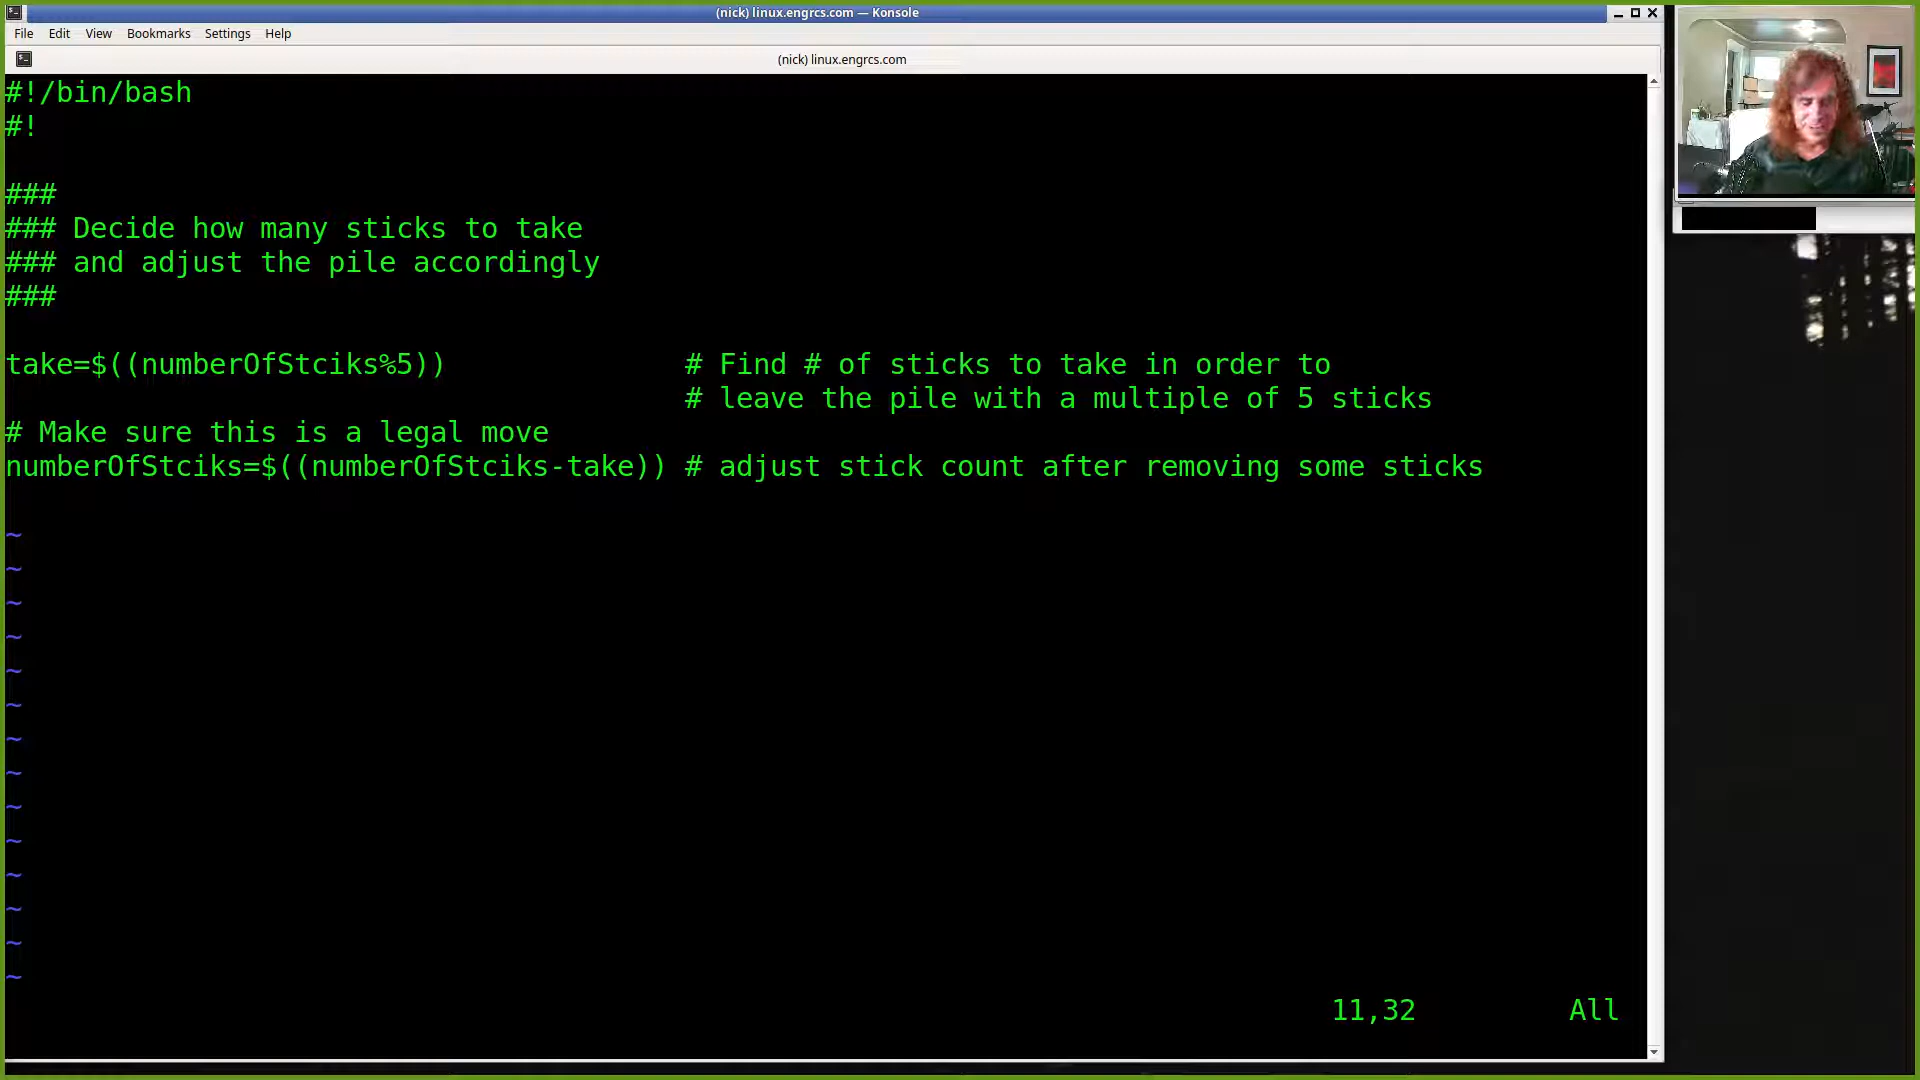 (nick) linux.engrcs.com — Konsole
File Edit View Bookmarks Settings Help
(nick) linux.engrcs.com
#!/bin/bash
#!
###
### Decide how many sticks to take
### and adjust the pile accordingly
###
take=$((numberOfStciks%5)) # Find # of sticks to take in order to
# leave the pile with a multiple of 5 sticks
# Make sure this is a legal move
numberOfStciks=$((numberOfStciks-take)) # adjust stick count after removing some sticks
~
~
~
~
~
~
~
~
~
~
~
~
~
~
11,32 All